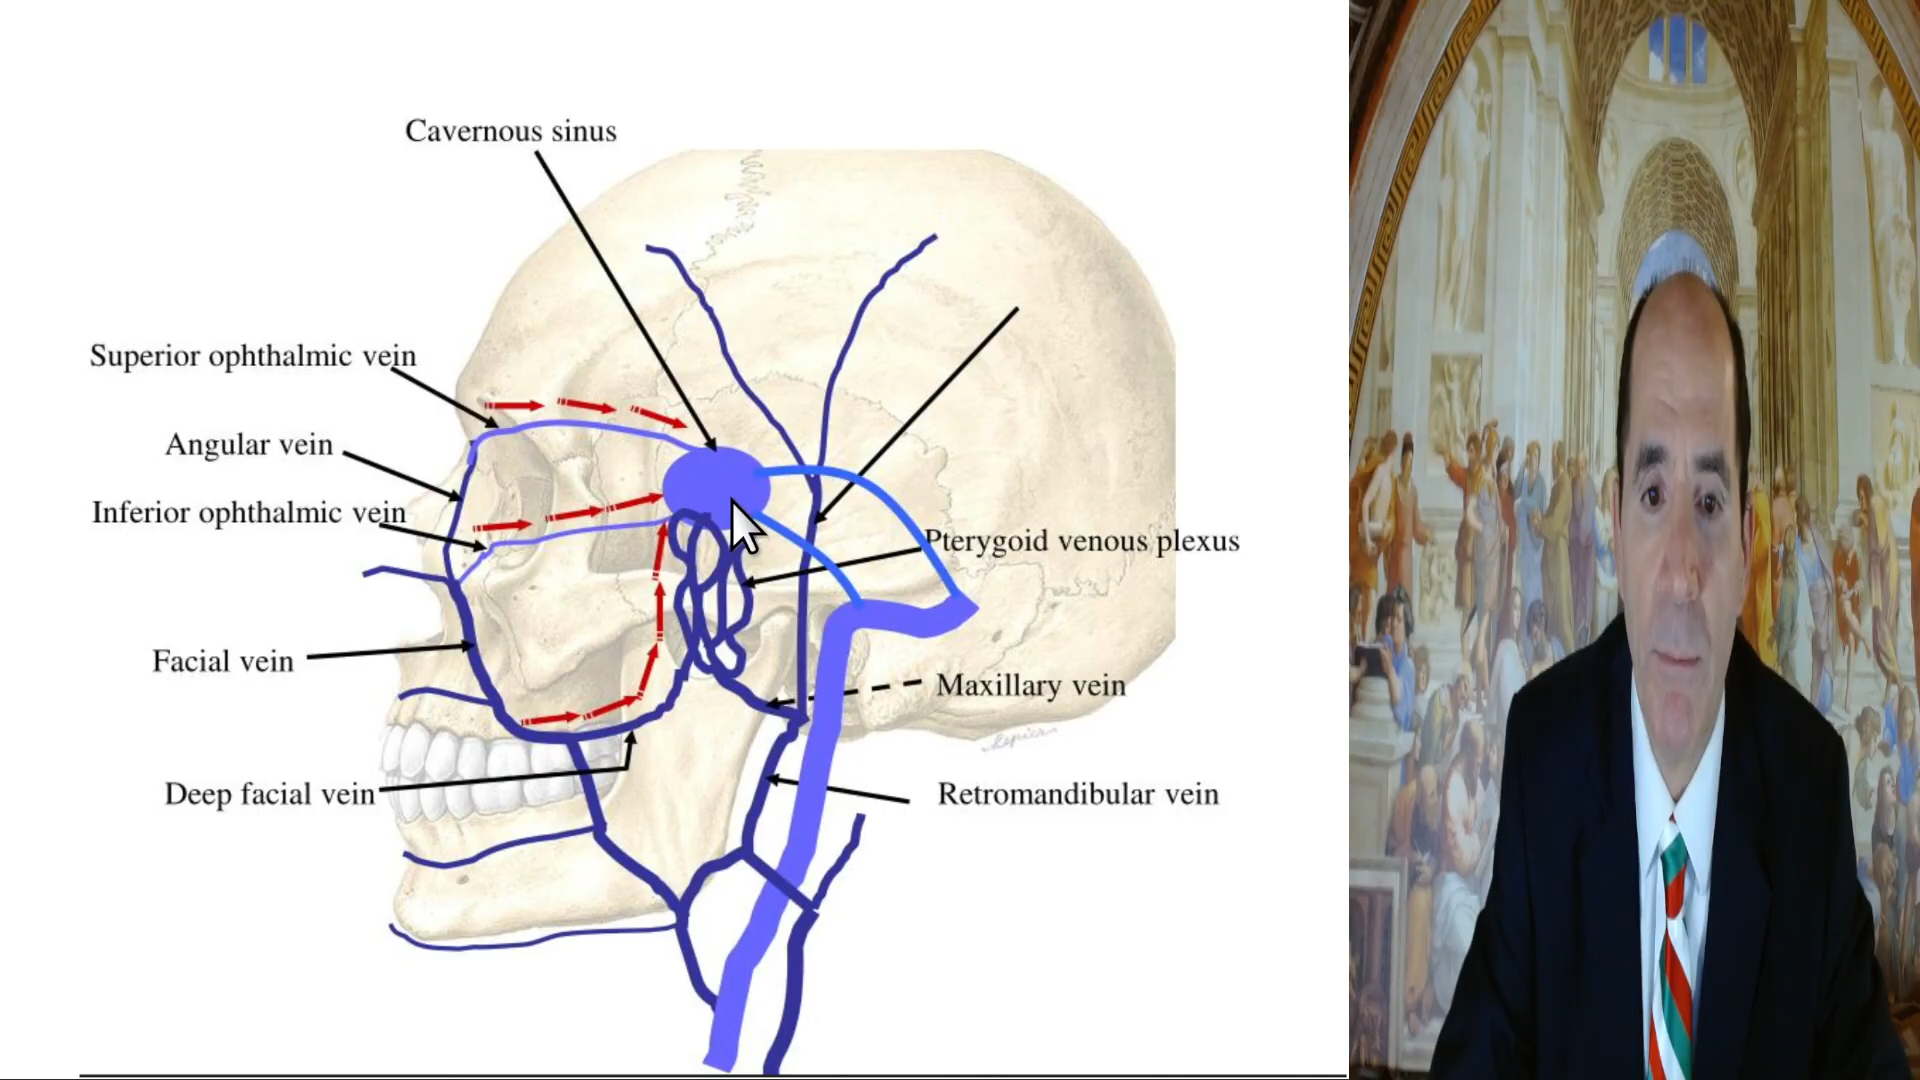 Cavernous sinus
Superior ophthalmic vein
Angular vein
Inferior ophthalmic vein
Pterygoid venous plexus
Facial vein
Maxillary vein
Deep facial vein
Retromandibular vein